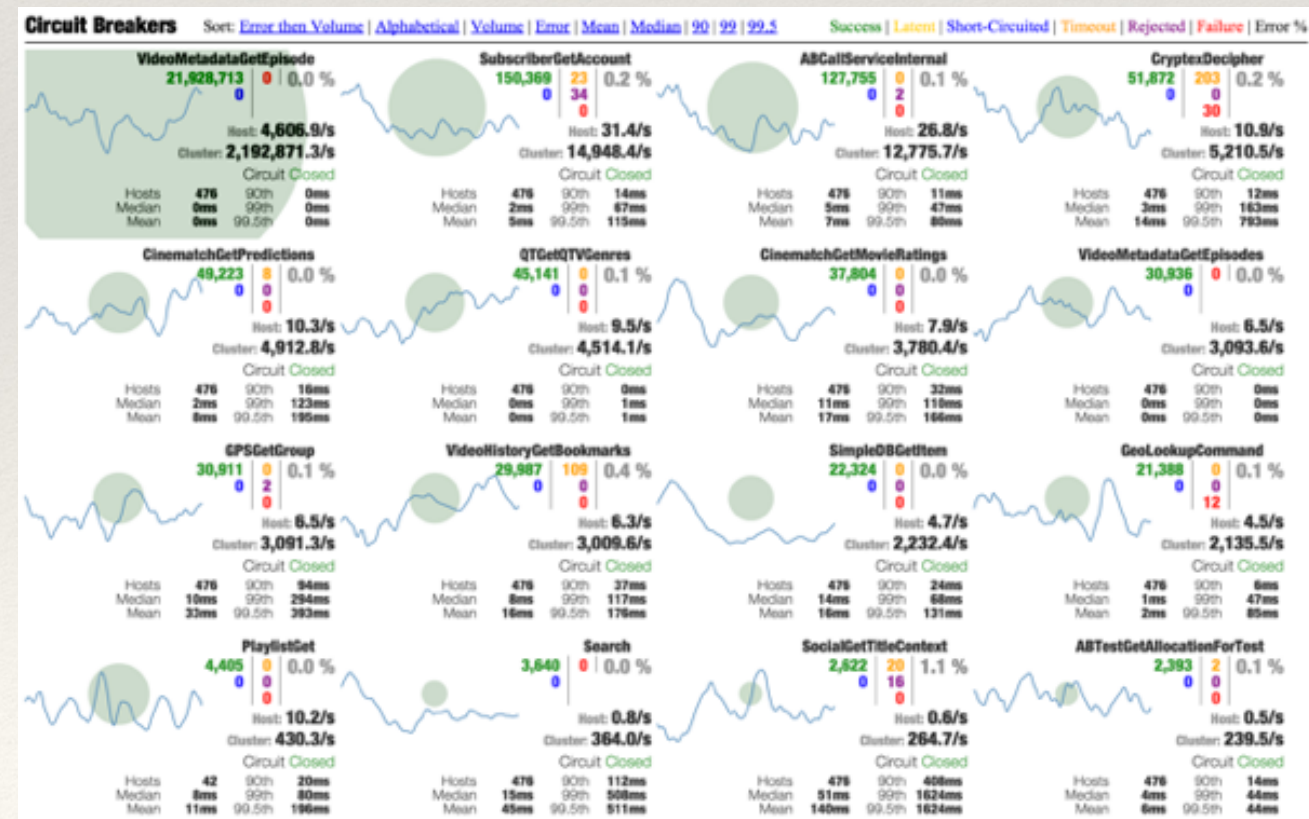 Circuit Breakers Sort: Error then Volume | Alphabetical | Volume | Error | Mean | Median | 90 | 99 | 99.5 Success | Latent | Short-Circuited | Timeout | Rejected | Failure | Error %
VideoMetadataGetEpisode
21,928,713 0 0.0 %
0
Host: 4,606.9/s
Cluster: 2,192,871.3/s
Circuit Closed
Hosts 476 90th 0ms
Median 0ms 99th 0ms
Mean 0ms 99.5th 0ms
SubscriberGetAccount
150,369 23 0.2 %
0 34
0
Host: 31.4/s
Cluster: 14,948.4/s
Circuit Closed
Hosts 476 90th 14ms
Median 2ms 99th 67ms
Mean 5ms 99.5th 115ms
ABCallServiceInternal
127,755 0 0.1 %
0 2
0
Host: 26.8/s
Cluster: 12,775.7/s
Circuit Closed
Hosts 476 90th 11ms
Median 5ms 99th 47ms
Mean 7ms 99.5th 80ms
CryptexDecipher
51,872 203 0.2 %
0 0
30
Host: 10.9/s
Cluster: 5,210.5/s
Circuit Closed
Hosts 476 90th 12ms
Median 3ms 99th 163ms
Mean 14ms 99.5th 793ms
CinematchGetPredictions
49,223 8 0.0 %
0 0
0
Host: 10.3/s
Cluster: 4,912.8/s
Circuit Closed
Hosts 476 90th 16ms
Median 2ms 99th 123ms
Mean 8ms 99.5th 195ms
QTGetQTVGenres
45,141 0 0.1 %
0 0
0
Host: 9.5/s
Cluster: 4,514.1/s
Circuit Closed
Hosts 476 90th 0ms
Median 0ms 99th 1ms
Mean 0ms 99.5th 1ms
CinematchGetMovieRatings
37,804 0 0.0 %
0 0
0
Host: 7.9/s
Cluster: 3,780.4/s
Circuit Closed
Hosts 476 90th 32ms
Median 11ms 99th 110ms
Mean 17ms 99.5th 166ms
VideoMetadataGetEpisodes
30,936 0 0.0 %
0
Host: 6.5/s
Cluster: 3,093.6/s
Circuit Closed
Hosts 476 90th 0ms
Median 0ms 99th 0ms
Mean 0ms 99.5th 0ms
GPSGetGroup
30,911 0 0.1 %
0 2
0
Host: 6.5/s
Cluster: 3,091.3/s
Circuit Closed
Hosts 476 90th 94ms
Median 10ms 99th 294ms
Mean 33ms 99.5th 393ms
VideoHistoryGetBookmarks
29,987 109 0.4 %
0 0
0
Host: 6.3/s
Cluster: 3,009.6/s
Circuit Closed
Hosts 476 90th 37ms
Median 8ms 99th 117ms
Mean 16ms 99.5th 176ms
SimpleDBGetItem
22,324 0 0.0 %
0 0
0
Host: 4.7/s
Cluster: 2,232.4/s
Circuit Closed
Hosts 476 90th 24ms
Median 14ms 99th 68ms
Mean 16ms 99.5th 131ms
GeoLookupCommand
21,388 0 0.1 %
0 0
12
Host: 4.5/s
Cluster: 2,135.5/s
Circuit Closed
Hosts 476 90th 6ms
Median 1ms 99th 47ms
Mean 2ms 99.5th 85ms
PlaylistGet
4,405 0 0.0 %
0 0
0
Host: 10.2/s
Cluster: 430.3/s
Circuit Closed
Hosts 42 90th 20ms
Median 8ms 99th 80ms
Mean 11ms 99.5th 196ms
Search
3,640 0 0.0 %
0
Host: 0.8/s
Cluster: 364.0/s
Circuit Closed
Hosts 476 90th 112ms
Median 15ms 99th 508ms
Mean 45ms 99.5th 511ms
SocialGetTitleContext
2,622 20 1.1 %
0 16
0
Host: 0.6/s
Cluster: 264.7/s
Circuit Closed
Hosts 476 90th 408ms
Median 51ms 99th 1624ms
Mean 140ms 99.5th 1624ms
ABTestGetAllocationForTest
2,393 2 0.1 %
0 0
0
Host: 0.5/s
Cluster: 239.5/s
Circuit Closed
Hosts 476 90th 14ms
Median 4ms 99th 44ms
Mean 6ms 99.5th 44ms